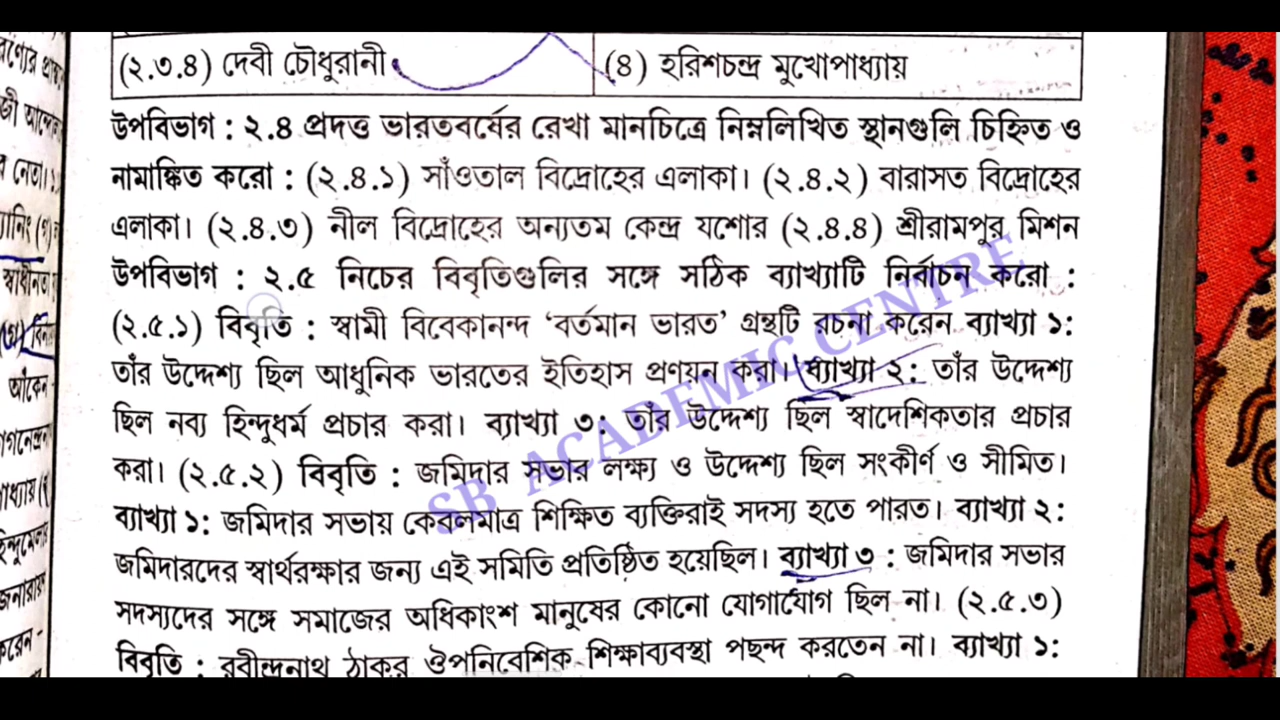 (২.৩.৪) দেবী চৌধুরানী (৪) হরিশচন্দ্র মুখোপাধ্যায়
উপবিভাগ : ২.৪ প্রদত্ত ভারতবর্ষের রেখা মানচিত্রে নিম্নলিখিত স্থানগুলি চিহ্নিত ও
নামাঙ্কিত করো : (২.৪.১) সাঁওতাল বিদ্রোহের এলাকা। (২.৪.২) বারাসত বিদ্রোহের
এলাকা। (২.৪.৩) নীল বিদ্রোহের অন্যতম কেন্দ্র যশোর (২.৪.৪) শ্রীরামপুর মিশন
উপবিভাগ : ২.৫ নিচের বিবৃতিগুলির সঙ্গে সঠিক ব্যাখ্যাটি নির্বাচন করো :
(২.৫.১) বিবৃতি : স্বামী বিবেকানন্দ ‘বর্তমান ভারত’ গ্রন্থটি রচনা করেন ব্যাখ্যা ১:
তাঁর উদ্দেশ্য ছিল আধুনিক ভারতের ইতিহাস প্রণয়ন করা। ব্যাখ্যা ২: তাঁর উদ্দেশ্য
ছিল নব্য হিন্দুধর্ম প্রচার করা। ব্যাখ্যা ৩: তাঁর উদ্দেশ্য ছিল স্বাদেশিকতার প্রচার
করা। (২.৫.২) বিবৃতি : জমিদার সভার লক্ষ্য ও উদ্দেশ্য ছিল সংকীর্ণ ও সীমিত।
ব্যাখ্যা ১: জমিদার সভায় কেবলমাত্র শিক্ষিত ব্যক্তিরাই সদস্য হতে পারত। ব্যাখ্যা ২:
জমিদারদের স্বার্থরক্ষার জন্য এই সমিতি প্রতিষ্ঠিত হয়েছিল। ব্যাখ্যা ৩ : জমিদার সভার
সদস্যদের সঙ্গে সমাজের অধিকাংশ মানুষের কোনো যোগাযোগ ছিল না। (২.৫.৩)
বিবৃতি : রবীন্দ্রনাথ ঠাকুর ঔপনিবেশিক শিক্ষাব্যবস্থা পছন্দ করতেন না। ব্যাখ্যা ১:
SB ACADEMIC CENTRE